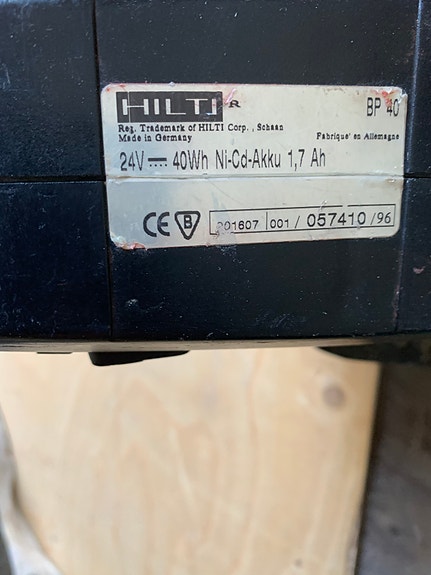 HILTI R BP 40
Reg. Trademark of HILTI Corp., Schaan
Made in Germany Fabriqué en Allemagne
24V 40Wh Ni-Cd-Akku 1,7 Ah
CE B 201607 001 / 057410 /96